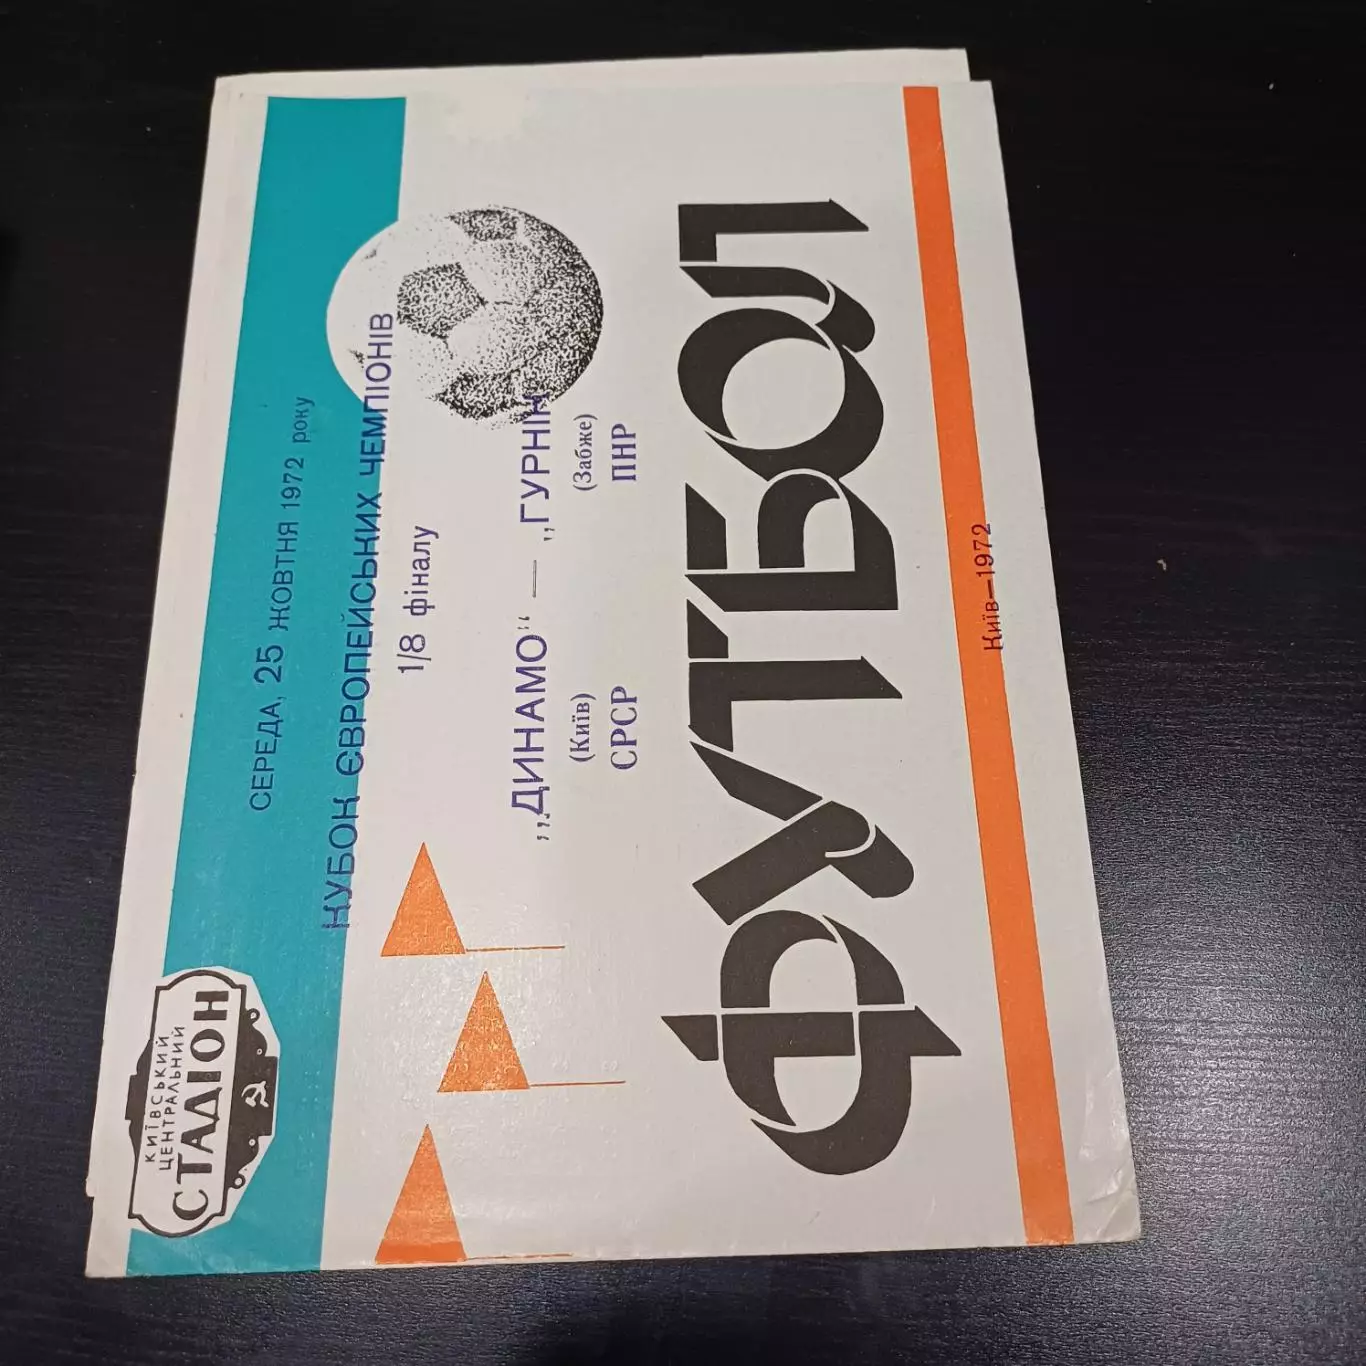 КИЇВСЬКИЙ
ЦЕНТРАЛЬНИЙ
СТАДІОН
СЕРЕДА, 25 ЖОВТНЯ 1972 року
КУБОК ЄВРОПЕЙСЬКИХ ЧЕМПІОНІВ
1/8 фіналу
„ДИНАМО“ — „ГУРНІК
(Київ) (Забже)
СРСР ПНР
ФУТБОЛ
Київ—1972